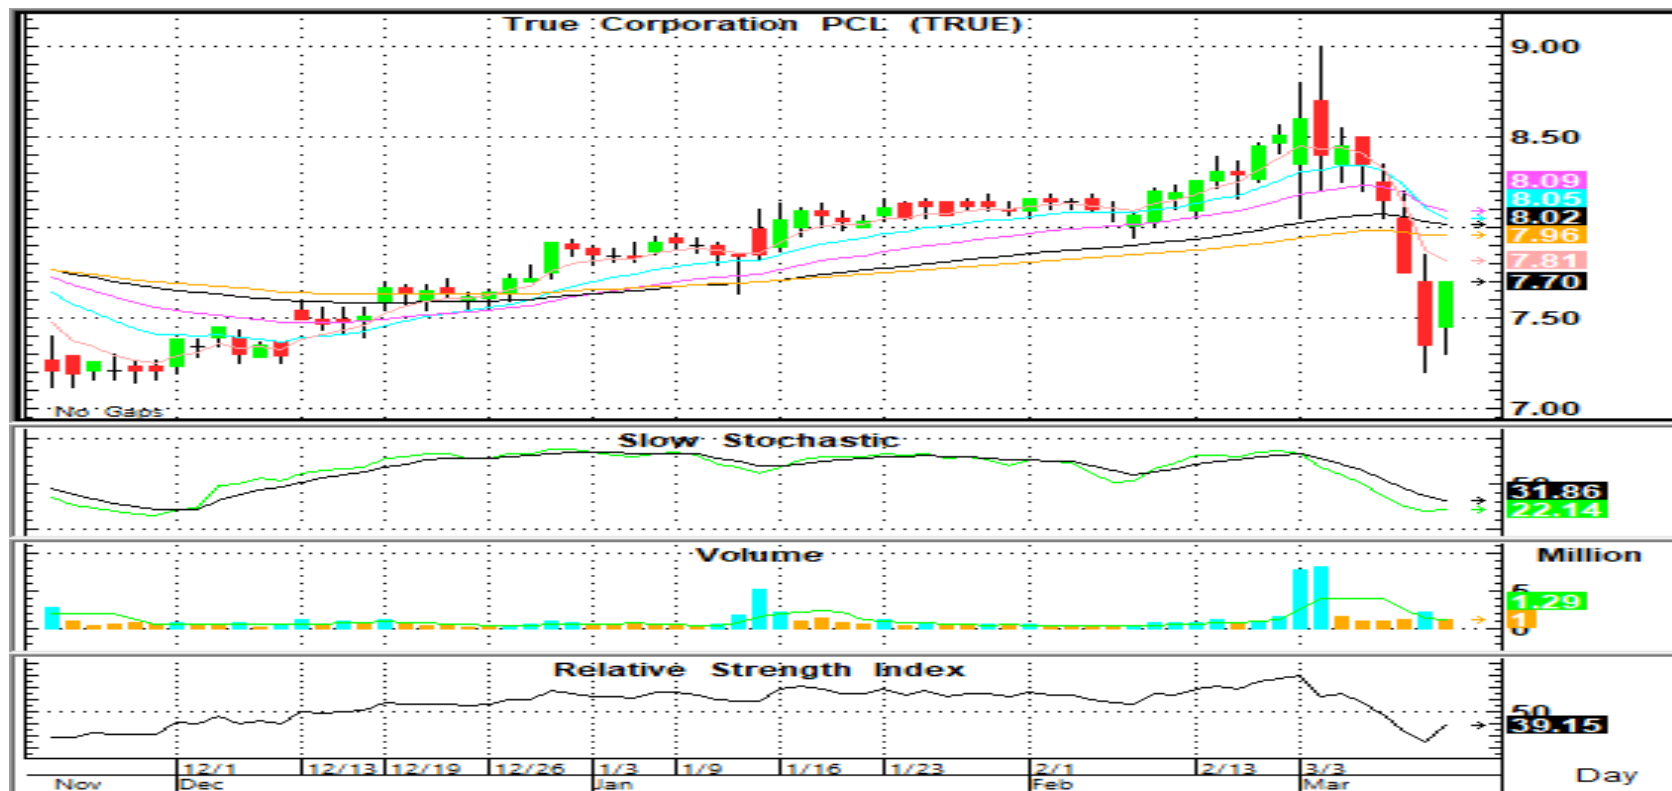 True Corporation PCL (TRUE)
9.00
8.50
8.09
8.05
8.02
7.96
7.81
7.70
7.50
7.00
No Gaps
Slow Stochastic
31.86
22.14
Volume
Million
5
1.29
1
0
Relative Strength Index
50
39.15
12/1 12/13 12/19 12/26 1/3 1/9 1/16 1/23 2/1 2/13 3/3
Nov Dec Jan Feb Mar Day